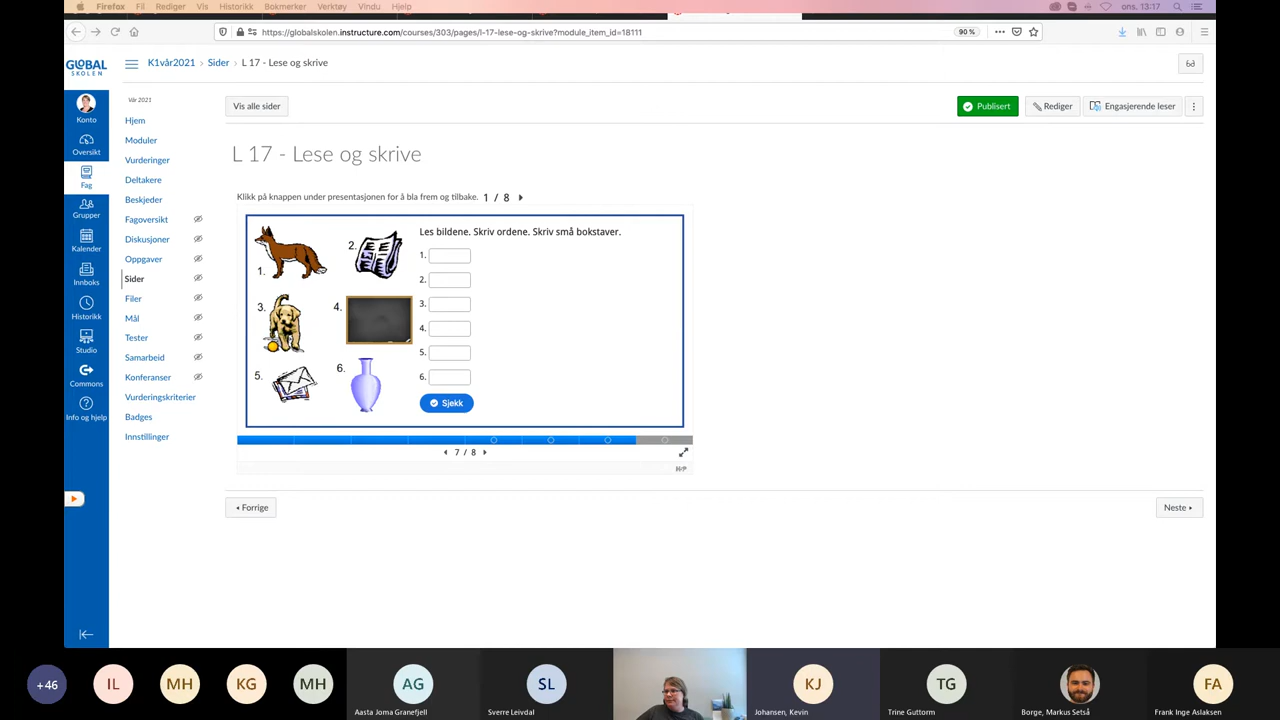 Firefox Fil Rediger Vis Historikk Bokmerker Verktøy Vindu Hjelp
ons. 13:17
https://globalskolen.instructure.com/courses/303/pages/l-17-lese-og-skrive?module_item_id=18111
90 %
GLOBAL SKOLEN
K1vår2021 › Sider › L 17 - Lese og skrive
Vår 2021
Konto
Oversikt
Fag
Grupper
Kalender
Innboks
Historikk
Studio
Commons
Info og hjelp
Hjem
Moduler
Vurderinger
Deltakere
Beskjeder
Fagoversikt
Diskusjoner
Oppgaver
Sider
Filer
Mål
Tester
Samarbeid
Konferanser
Vurderingskriterier
Badges
Innstillinger
Vis alle sider
Publisert
Rediger
Engasjerende leser
L 17 - Lese og skrive
Klikk på knappen under presentasjonen for å bla frem og tilbake. 1 / 8
1.
2.
3.
4.
5.
6.
Les bildene. Skriv ordene. Skriv små bokstaver.
1.
2.
3.
4.
5.
6.
Sjekk
7 / 8
H5P
Forrige
Neste
+46
IL
MH
KG
MH
AG
Aasta Joma Granefjell
SL
Sverre Leivdal
KJ
Johansen, Kevin
TG
Trine Guttorm
Borge, Markus Setså
FA
Frank Inge Aslaksen